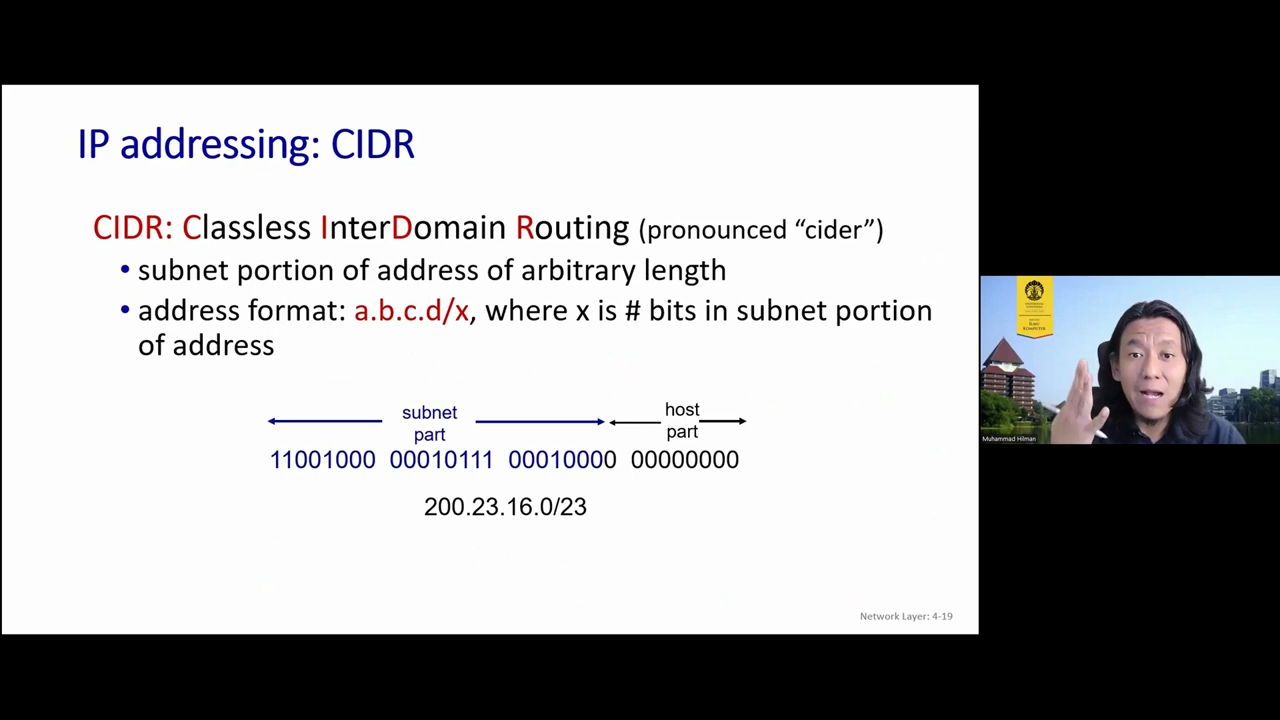 IP addressing: CIDR
CIDR: Classless InterDomain Routing (pronounced “cider”)
• subnet portion of address of arbitrary length
• address format: a.b.c.d/x, where x is # bits in subnet portion
of address
subnet
part
host
part
11001000 00010111 00010000 00000000
200.23.16.0/23
Network Layer: 4-19
ILMU
KOMPUTER
Muhammad Hilman